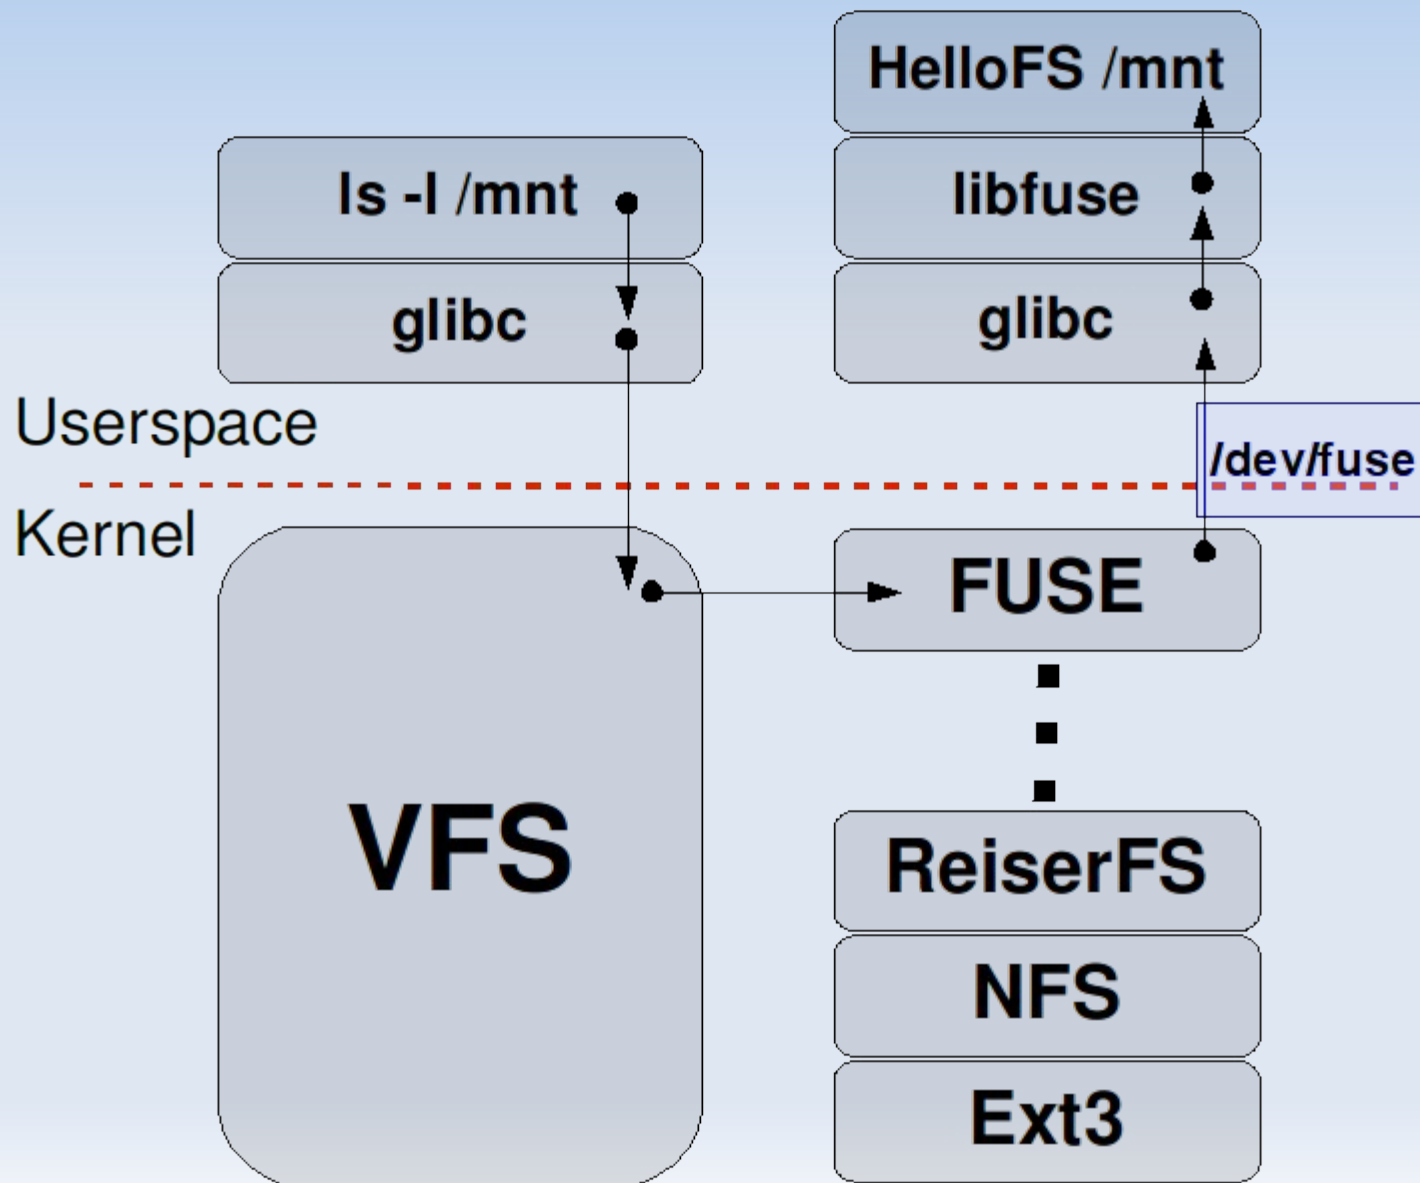 HelloFS /mnt
ls -l /mnt
libfuse
glibc
glibc
Userspace
/dev/fuse
Kernel
FUSE
VFS
ReiserFS
NFS
Ext3